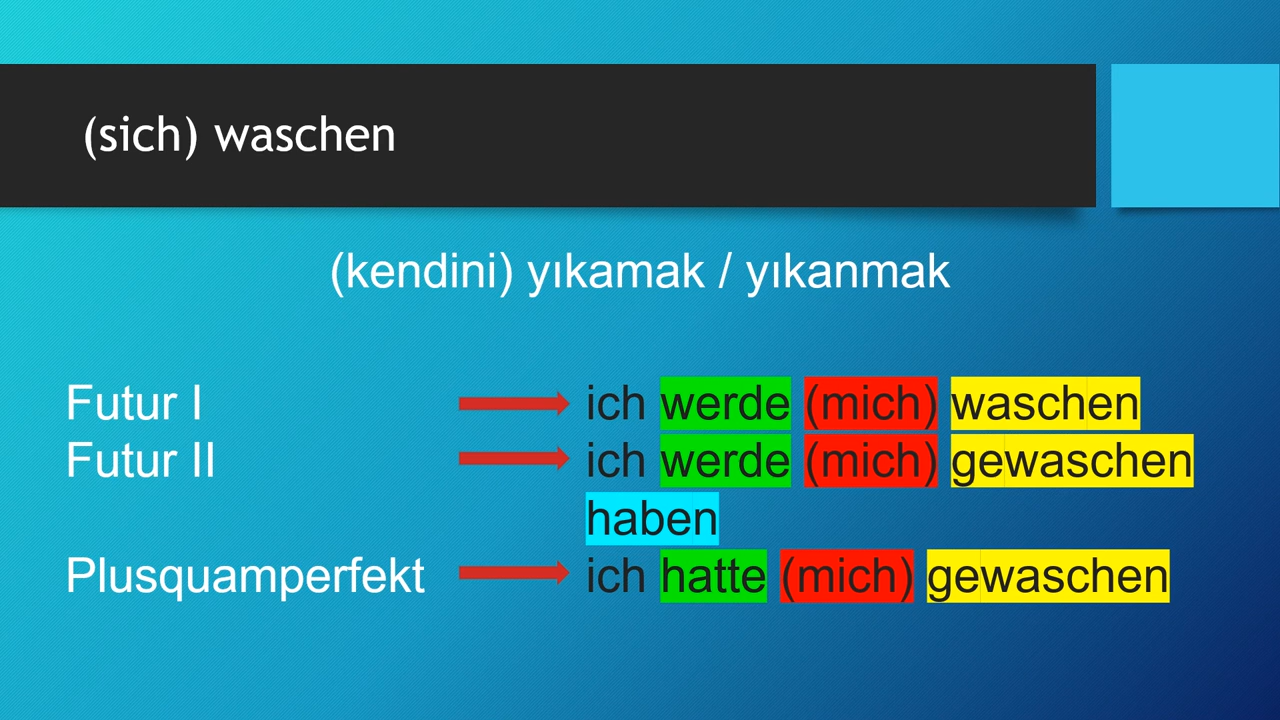 (sich) waschen
(kendini) yıkamak / yıkanmak
Futur I ich werde (mich) waschen
Futur II ich werde (mich) gewaschen
haben
Plusquamperfekt ich hatte (mich) gewaschen